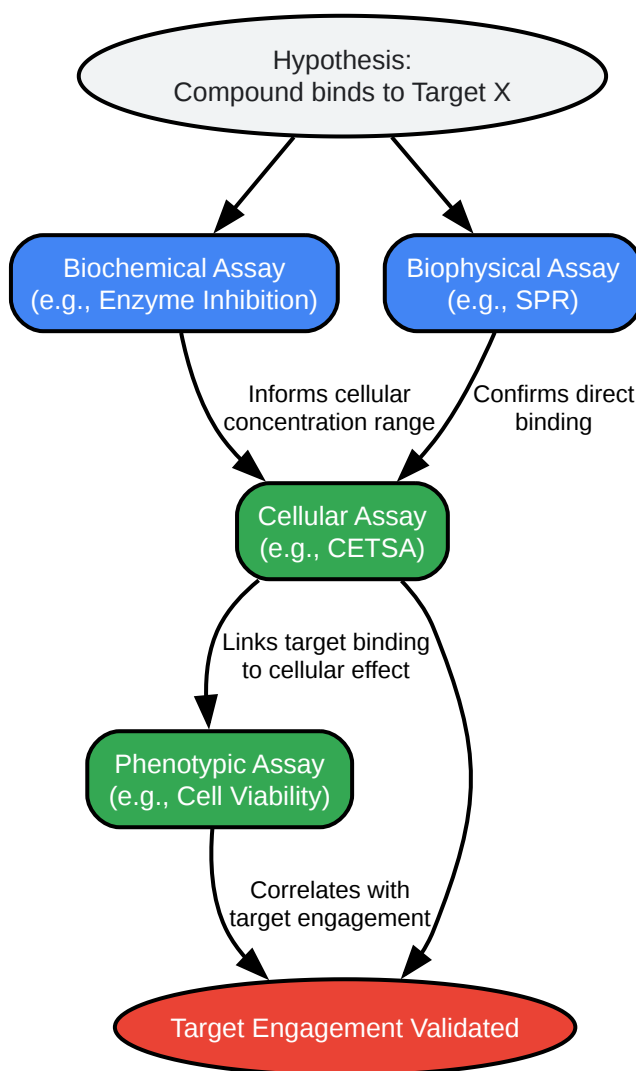 Hypothesis:
Compound binds to Target X
Biochemical Assay
(e.g., Enzyme Inhibition)
Biophysical Assay
(e.g., SPR)
Informs cellular
concentration range
Confirms direct
binding
Cellular Assay
(e.g., CETSA)
Links target binding
to cellular effect
Phenotypic Assay
(e.g., Cell Viability)
Correlates with
target engagement
Target Engagement Validated